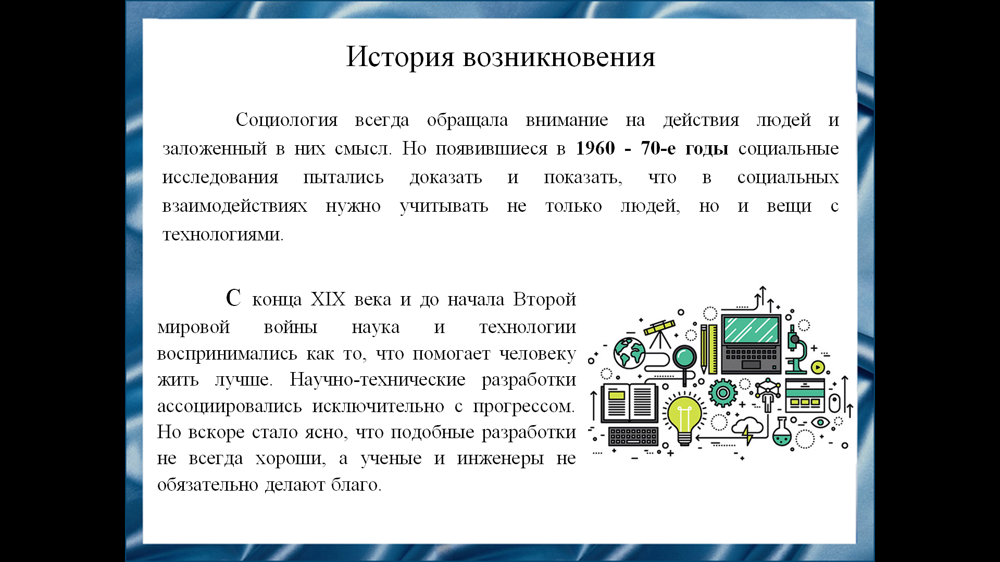 История возникновения
Социология всегда обращала внимание на действия людей и
заложенный в них смысл. Но появившиеся в 1960 - 70-е годы социальные
исследования пытались доказать и показать, что в социальных
взаимодействиях нужно учитывать не только людей, но и вещи с
технологиями.
С конца XIX века и до начала Второй
мировой войны наука и технологии
воспринимались как то, что помогает человеку
жить лучше. Научно-технические разработки
ассоциировались исключительно с прогрессом.
Но вскоре стало ясно, что подобные разработки
не всегда хороши, а ученые и инженеры не
обязательно делают благо.